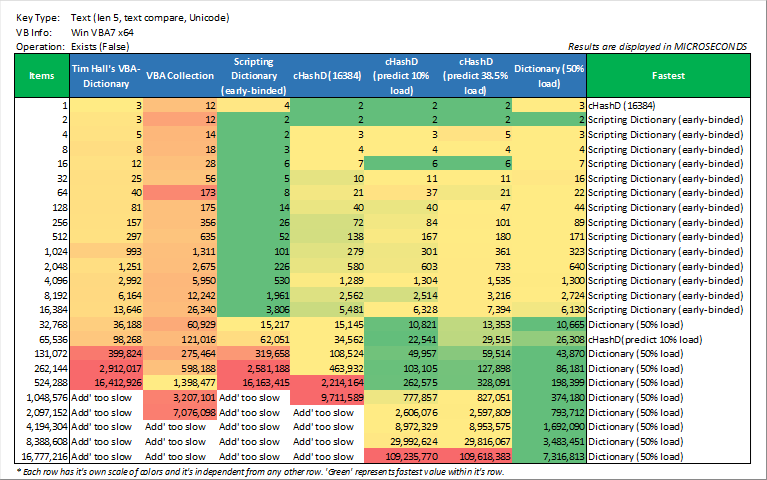 Key Type: Text (len 5, text compare, Unicode)
VB Info: Win VBA7 x64
Operation: Exists (False)
Results are displayed in MICROSECONDS
Items Tim Hall's VBA-Dictionary VBA Collection Scripting Dictionary (early-binded) cHashD (16384) cHashD (predict 10% load) cHashD (predict 38.5% load) Dictionary (50% load) Fastest
1 3 12 4 2 2 2 3 cHashD (16384)
2 3 12 2 2 2 2 2 Scripting Dictionary (early-binded)
4 5 14 2 3 3 5 3 Scripting Dictionary (early-binded)
8 8 18 3 4 4 4 4 Scripting Dictionary (early-binded)
16 12 28 6 7 6 6 7 Scripting Dictionary (early-binded)
32 25 56 5 10 11 11 16 Scripting Dictionary (early-binded)
64 40 173 8 21 37 21 22 Scripting Dictionary (early-binded)
128 81 175 14 40 40 47 44 Scripting Dictionary (early-binded)
256 157 356 26 72 84 101 89 Scripting Dictionary (early-binded)
512 297 635 52 138 167 180 171 Scripting Dictionary (early-binded)
1,024 993 1,311 101 279 301 361 323 Scripting Dictionary (early-binded)
2,048 1,251 2,675 226 580 603 733 640 Scripting Dictionary (early-binded)
4,096 2,992 5,950 530 1,289 1,304 1,535 1,300 Scripting Dictionary (early-binded)
8,192 6,164 12,242 1,961 2,562 2,514 3,216 2,724 Scripting Dictionary (early-binded)
16,384 13,646 26,340 3,806 5,481 6,328 7,394 6,130 Scripting Dictionary (early-binded)
32,768 36,188 60,929 15,217 15,145 10,821 13,353 10,665 Dictionary (50% load)
65,536 98,268 121,016 62,051 34,562 22,541 29,515 26,308 cHashD(predict 10% load)
131,072 399,824 275,464 319,658 108,524 49,957 59,514 43,870 Dictionary (50% load)
262,144 2,912,017 598,188 2,581,188 463,932 103,105 127,898 86,181 Dictionary (50% load)
524,288 16,412,926 1,398,477 16,163,415 2,214,164 262,575 328,091 198,399 Dictionary (50% load)
1,048,576 Add' too slow 3,207,101 Add' too slow 9,711,589 777,857 827,051 374,180 Dictionary (50% load)
2,097,152 Add' too slow 7,076,098 Add' too slow Add' too slow 2,606,076 2,597,809 793,712 Dictionary (50% load)
4,194,304 Add' too slow Add' too slow Add' too slow Add' too slow 8,972,329 8,953,575 1,692,090 Dictionary (50% load)
8,388,608 Add' too slow Add' too slow Add' too slow Add' too slow 29,992,624 29,816,067 3,483,451 Dictionary (50% load)
16,777,216 Add' too slow Add' too slow Add' too slow Add' too slow 109,235,770 109,618,383 7,316,813 Dictionary (50% load)
* Each row has it's own scale of colors and it's independent from any other row. 'Green' represents fastest value within it's row.